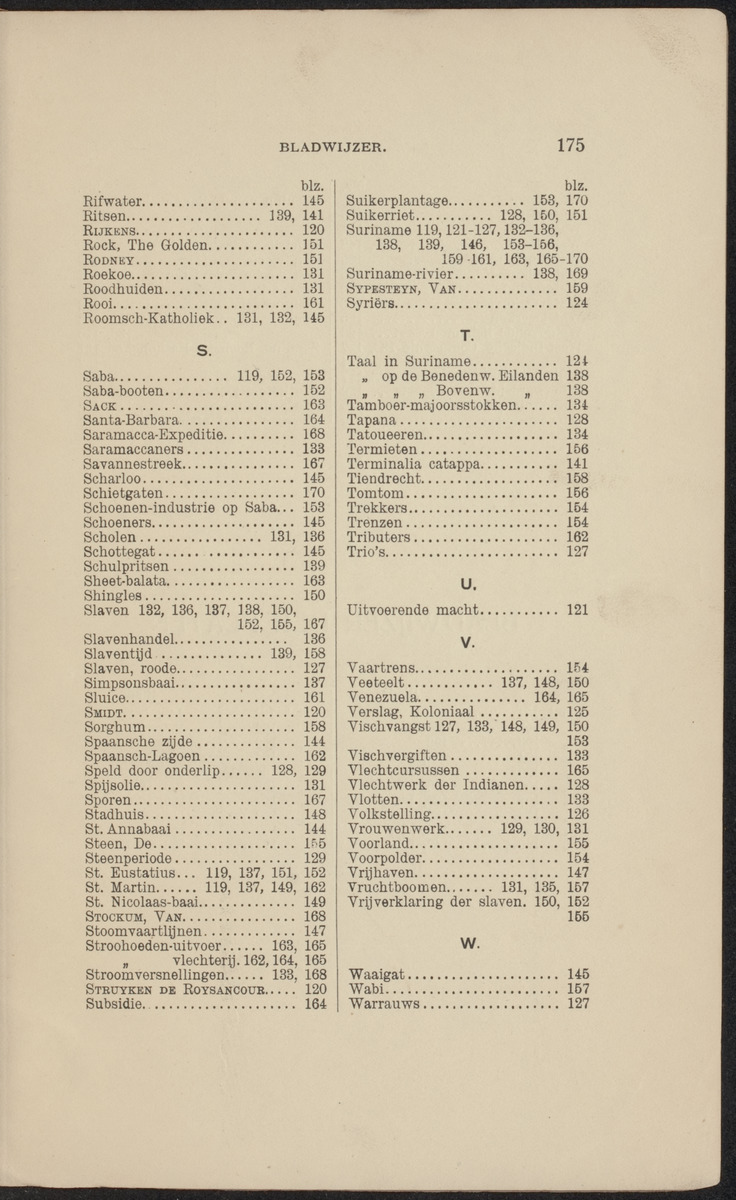 BLADWIJZER. 175
blz.
Rifwater..................... 145
Ritsen.................. 139, 141
RIJKENS...................... 120
Rock, The Golden............ 151
RODNEY...................... 151
Roekoe....................... 131
Roodhuiden.................. 131
Rooi......................... 161
Roomsch-Katholiek.. 131, 132, 145
S.
Saba................ 119, 152, 153
Saba-booten.................. 152
SACK........................ 163
Santa-Barbara................ 164
Saramacca-Expeditie.......... 168
Saramaccaners............... 133
Savannestreek................ 167
Scharloo..................... 145
Schietgaten.................. 170
Schoenen-industrie op Saba... 153
Schoeners.................... 145
Scholen................. 131, 136
Schottegat................... 145
Schulpritsen................. 139
Sheet-balata.................. 163
Shingles..................... 150
Slaven 132, 136, 137, 138, 150,
152, 155, 167
Slavenhandel................ 136
Slaventijd.............. 139, 158
Slaven, roode................ 127
Simpsonsbaai................. 137
Sluice........................ 161
SMIDT........................ 120
Sorghum..................... 158
Spaansche zijde.............. 144
Spaansch-Lagoen............. 162
Speld door onderlip...... 128, 129
Spijsolie...................... 131
Sporen....................... 167
Stadhuis..................... 148
St. Annabaai................. 144
Steen, De.................... 155
Steenperiode................. 129
St. Eustatius... 119, 137, 151, 152
St. Martin...... 119, 137, 149, 162
St. Nicolaas-baai.............. 149
STOCKUM, VAN................ 168
Stoomvaartlijnen............. 147
Stroohoeden-uitvoer...... 163, 165
„ vlechterij. 162, 164, 165
Stroomversnellingen...... 133, 168
STRUYKEN DE ROYSANCOUR..... 120
Subsidie...................... 164
blz.
Suikerplantage........... 153, 170
Suikerriet........... 128, 150, 151
Suriname 119, 121-127, 132-136,
138, 139, 146, 153-156,
159-161, 163, 165-170
Suriname-rivier.......... 138, 169
SYPESTEYN, VAN.............. 159
Syriërs....................... 124
T.
Taal in Suriname............ 124
„ op de Benedenw. Eilanden 138
„ „ „ Bovenw. „ 138
Tamboer-majoorsstokken...... 134
Tapana...................... 128
Tatoueeren................... 134
Termieten.................... 156
Terminalia catappa........... 141
Tiendrecht................... 158
Tomtom..................... 156
Trekkers..................... 154
Trenzen..................... 154
Tributers.................... 162
Trio's........................ 127
U.
Uitvoerende macht........... 121
V.
Vaartrens.................... 154
Veeteelt............ 137, 148, 150
Venezuela............... 164, 165
Verslag, Koloniaal........... 125
Vischvangst 127, 133, 148, 149, 150
153
Vischvergiften............... 133
Vlechtcursussen............. 165
Vlechtwerk der Indianen..... 128
Vlotten...................... 133
Volkstelling.................. 126
Vrouwenwerk....... 129, 130, 131
Voorland..................... 155
Voorpolder................... 154
Vrijhaven.................... 147
Vruchtboomen....... 131, 135, 157
Vrijverklaring der slaven. 150, 152
155
W.
Waaigat..................... 145
Wabi........................ 157
Warrauws................... 127